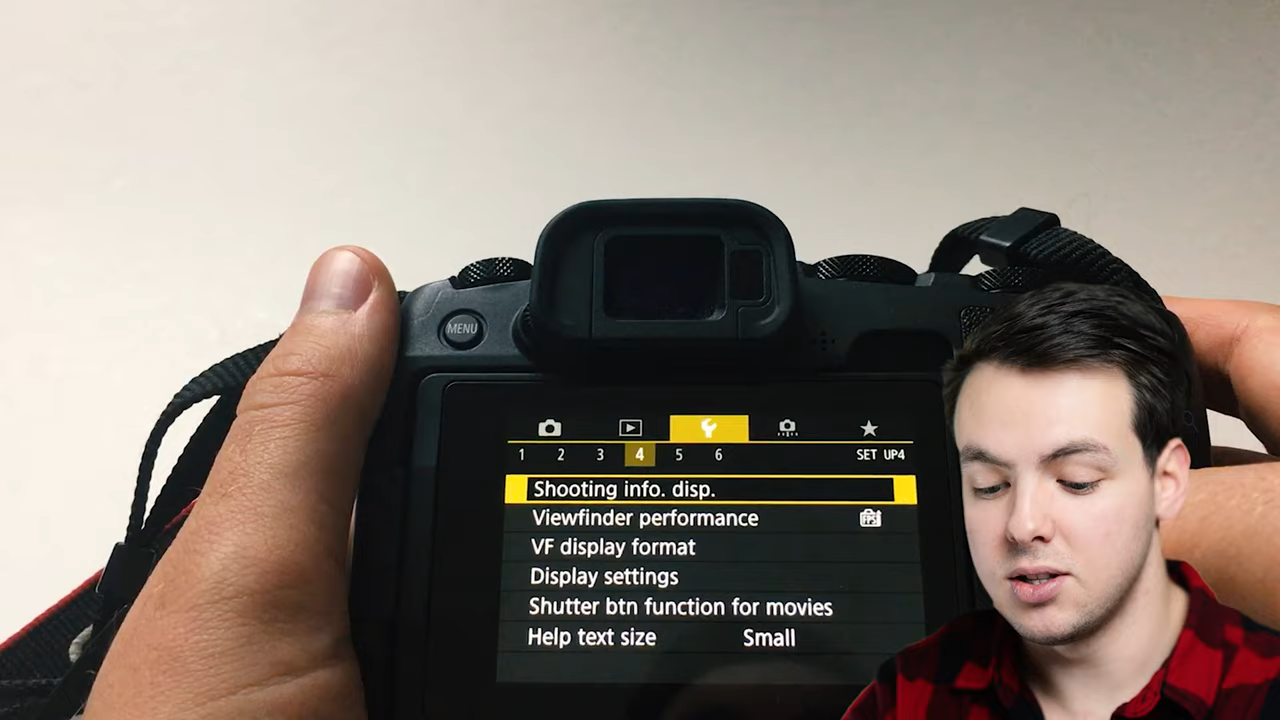 MENU
1 2 3 4 5 6 SET UP4
Shooting info. disp.
Viewfinder performance
VF display format
Display settings
Shutter btn function for movies
Help text size Small